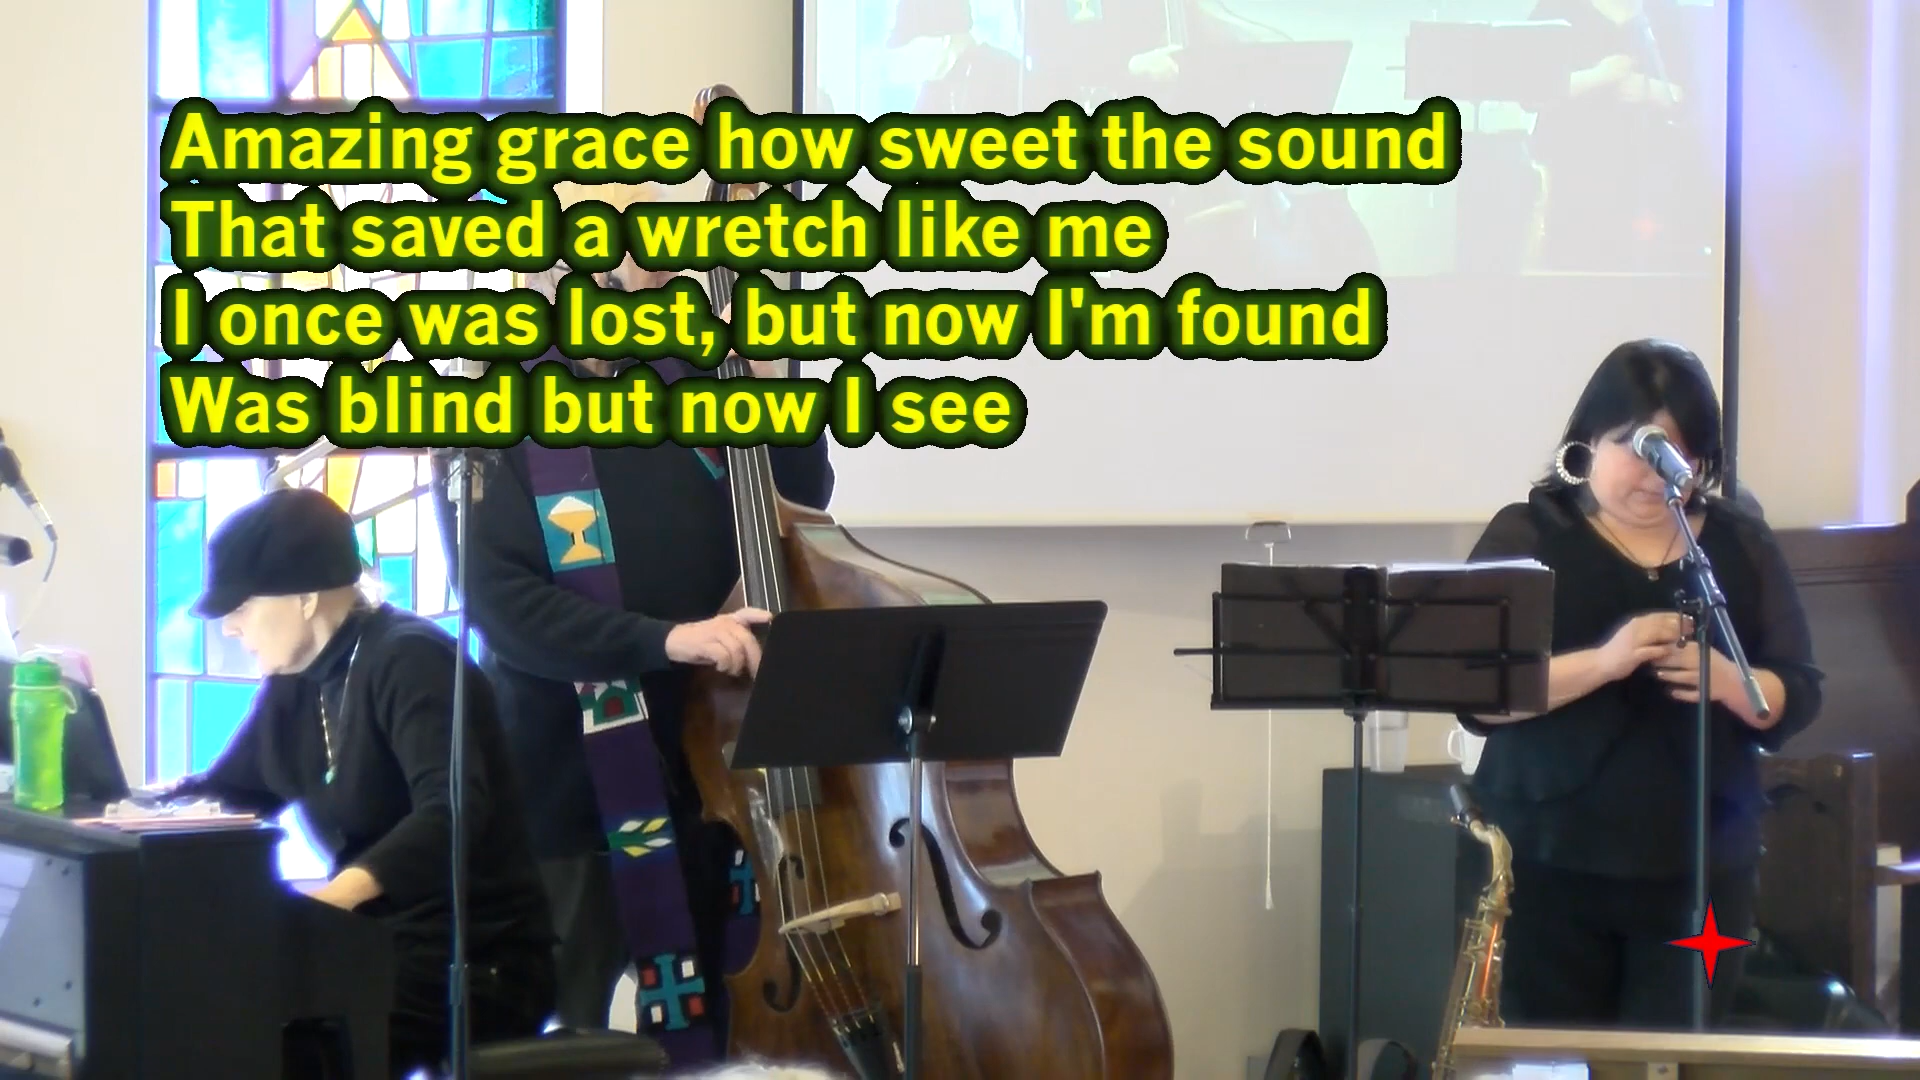 Amazing grace how sweet the sound
That saved a wretch like me
I once was lost, but now I'm found
Was blind but now I see